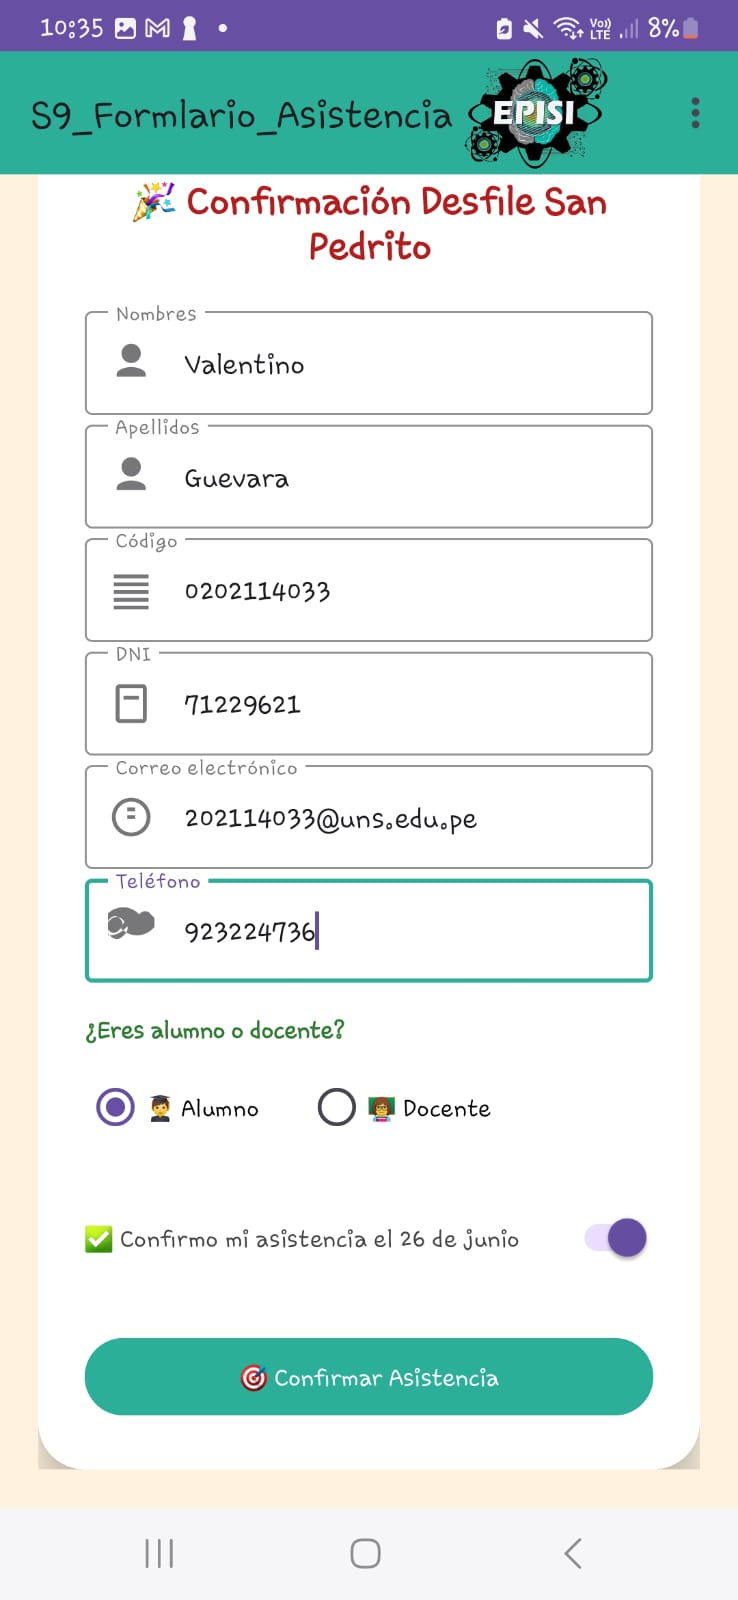 10:35
Vo))
LTE
8%
S9_Formlario_Asistencia
EPISI
Confirmación Desfile San
Pedrito
Nombres
Valentino
Apellidos
Guevara
Código
0202114033
DNI
71229621
Correo electrónico
202114033@uns.edu.pe
Teléfono
923224736
¿Eres alumno o docente?
Alumno
Docente
Confirmo mi asistencia el 26 de junio
Confirmar Asistencia